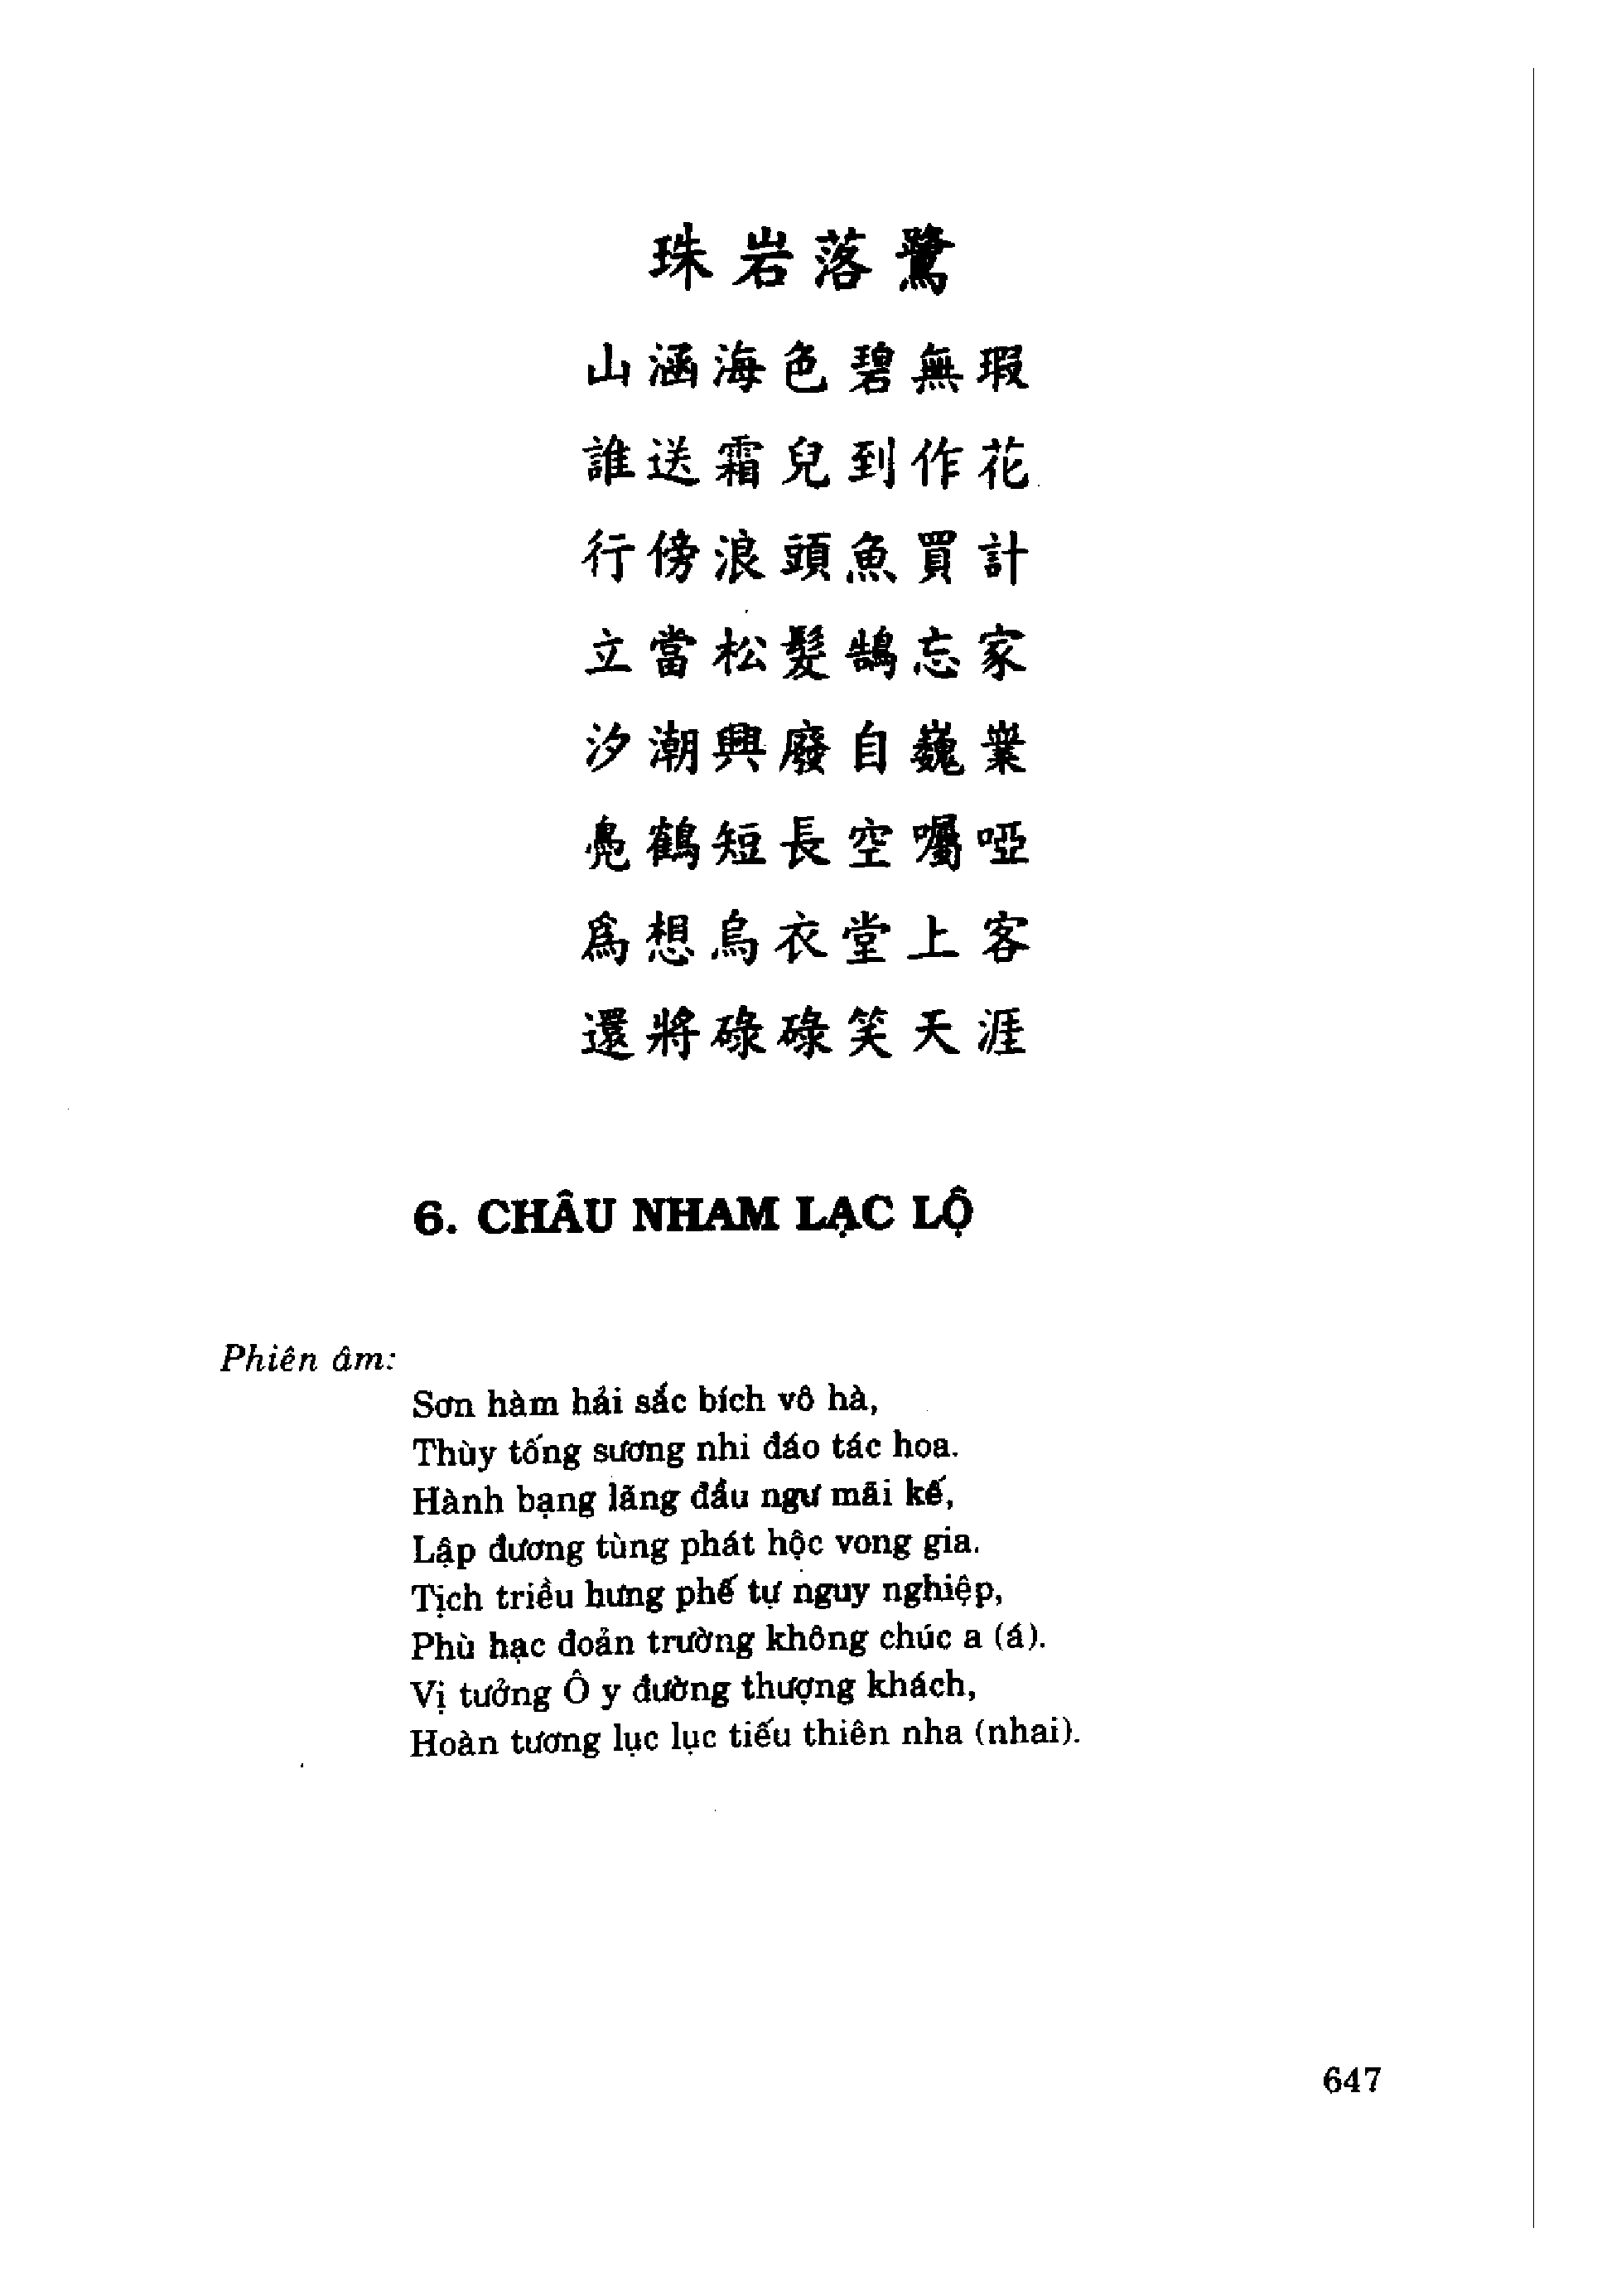 珠岩落鷺
山涵海色碧無瑕
誰送霜兒到作花
行傍浪頭魚買計
立當松髮鵠忘家
汐潮興廢自巍業
鳧鶴短長空囑啞
爲想烏衣堂上客
還將碌碌笑天涯
6. CHÂU NHAM LẠC LỘ
Phiên âm:
Sơn hàm hải sắc bích vô hà,
Thùy tống sương nhi đáo tác hoa.
Hành bạng lãng đầu ngư mãi kế,
Lập đương tùng phát hộc vong gia.
Tịch triều hưng phế tự nguy nghiệp,
Phù hạc đoản trường không chúc a (á).
Vị tưởng Ô y đường thượng khách,
Hoàn tương lục lục tiếu thiên nha (nhai).
647